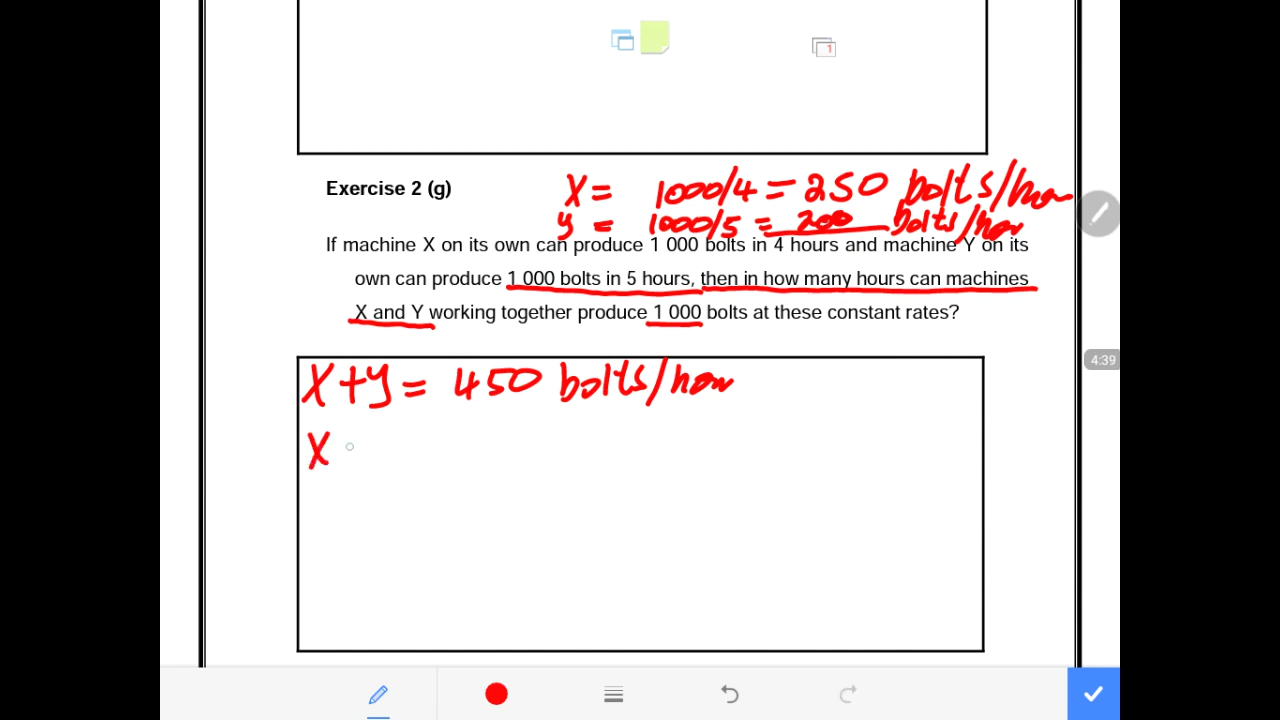 1
Exercise 2 (g)
X = 1000/4 = 250 bolts/hour
y = 1000/5 = 200 bolts/hour
If machine X on its own can produce 1 000 bolts in 4 hours and machine Y on its
own can produce 1 000 bolts in 5 hours, then in how many hours can machines
X and Y working together produce 1 000 bolts at these constant rates?
X + y = 450 bolts/hour
4:39
X